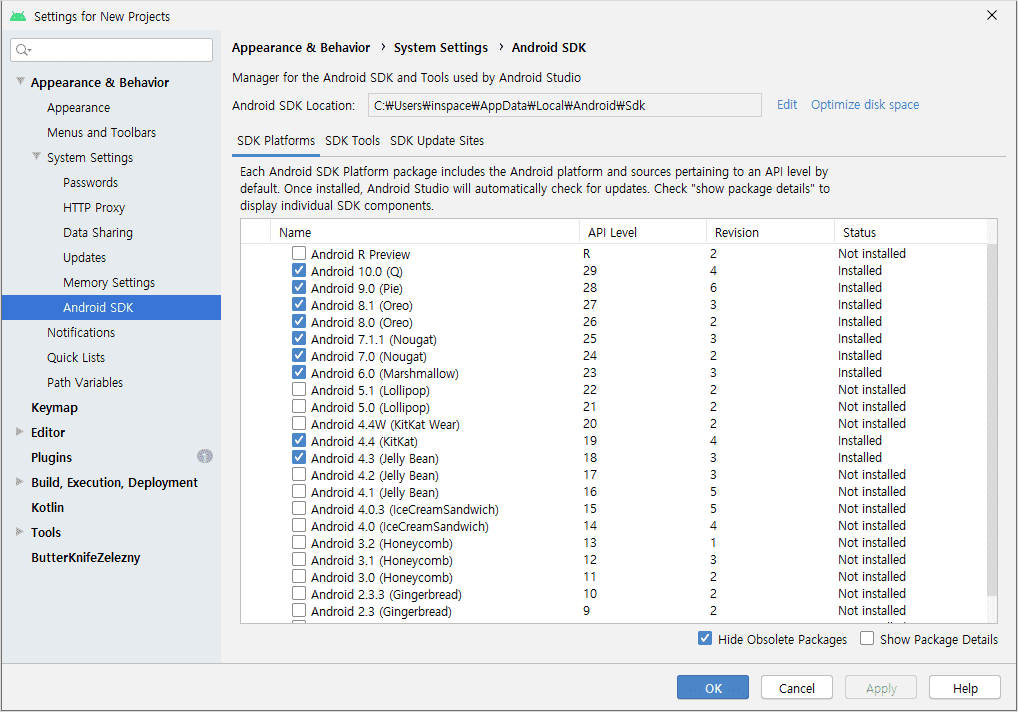 Settings for New Projects
Appearance & Behavior
Appearance
Menus and Toolbars
System Settings
Passwords
HTTP Proxy
Data Sharing
Updates
Memory Settings
Android SDK
Notifications
Quick Lists
Path Variables
Keymap
Editor
Plugins
Build, Execution, Deployment
Kotlin
Tools
ButterKnifeZelezny
Appearance & Behavior › System Settings › Android SDK
Manager for the Android SDK and Tools used by Android Studio
Android SDK Location: C:₩Users₩inspace₩AppData₩Local₩Android₩Sdk Edit Optimize disk space
SDK Platforms SDK Tools SDK Update Sites
Each Android SDK Platform package includes the Android platform and sources pertaining to an API level by
default. Once installed, Android Studio will automatically check for updates. Check "show package details" to
display individual SDK components.
Name API Level Revision Status
Android R Preview R 2 Not installed
Android 10.0 (Q) 29 4 Installed
Android 9.0 (Pie) 28 6 Installed
Android 8.1 (Oreo) 27 3 Installed
Android 8.0 (Oreo) 26 2 Installed
Android 7.1.1 (Nougat) 25 3 Installed
Android 7.0 (Nougat) 24 2 Installed
Android 6.0 (Marshmallow) 23 3 Installed
Android 5.1 (Lollipop) 22 2 Not installed
Android 5.0 (Lollipop) 21 2 Not installed
Android 4.4W (KitKat Wear) 20 2 Not installed
Android 4.4 (KitKat) 19 4 Installed
Android 4.3 (Jelly Bean) 18 3 Installed
Android 4.2 (Jelly Bean) 17 3 Not installed
Android 4.1 (Jelly Bean) 16 5 Not installed
Android 4.0.3 (IceCreamSandwich) 15 5 Not installed
Android 4.0 (IceCreamSandwich) 14 4 Not installed
Android 3.2 (Honeycomb) 13 1 Not installed
Android 3.1 (Honeycomb) 12 3 Not installed
Android 3.0 (Honeycomb) 11 2 Not installed
Android 2.3.3 (Gingerbread) 10 2 Not installed
Android 2.3 (Gingerbread) 9 2 Not installed
Hide Obsolete Packages Show Package Details
OK Cancel Apply Help